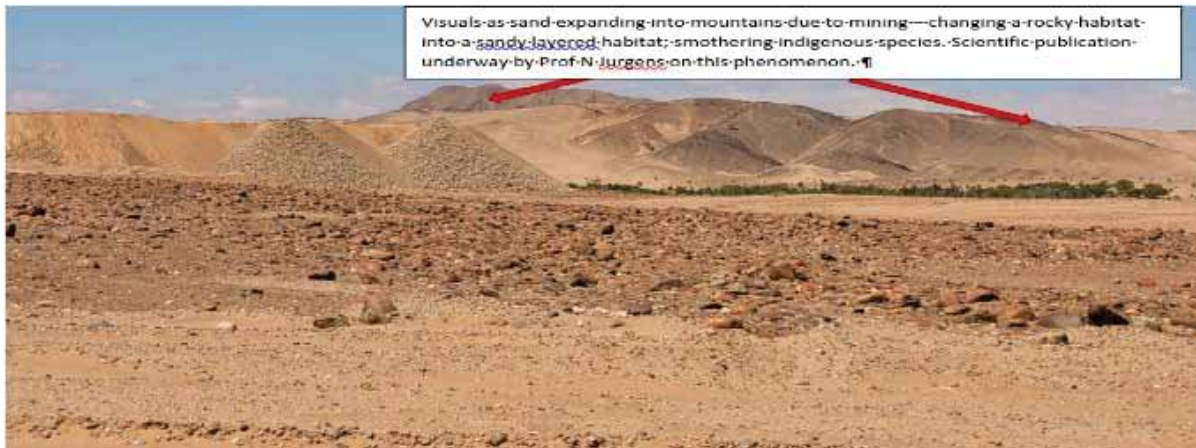 Visuals·as·sand·expanding·into·mountains·due·to·mining---·changing·a·rocky·habitat·
into·a·sandy·layered·habitat;·smothering·indigenous·species.·Scientific·publication·
underway·by·Prof·N·Jurgens·on·this·phenomenon.·¶